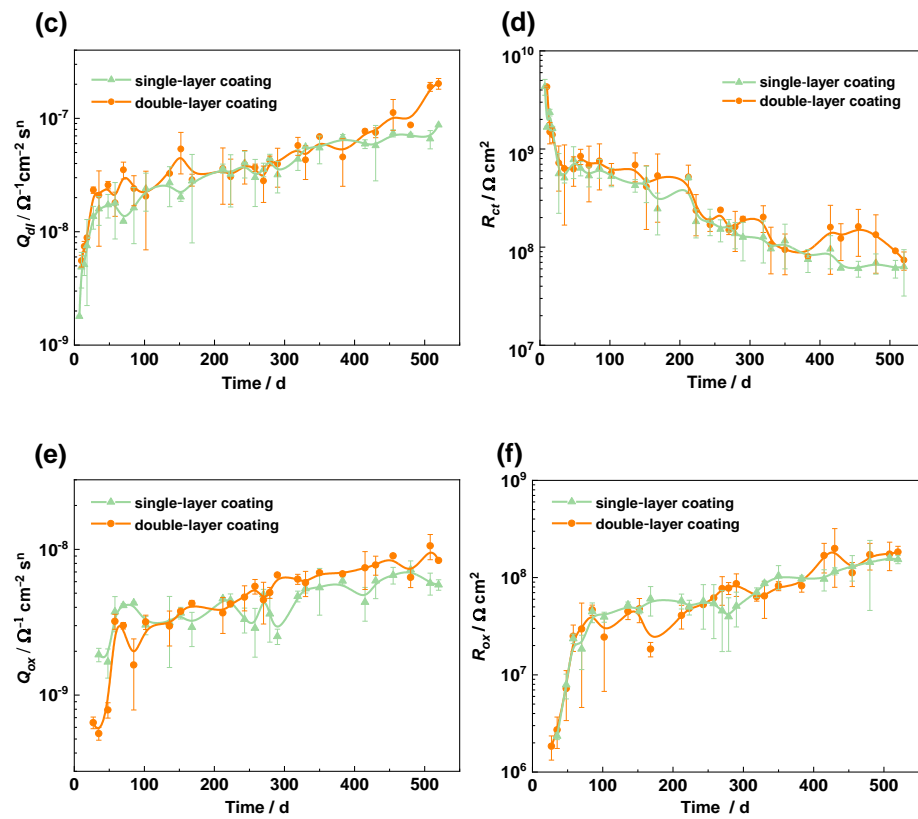 (c)
10⁻⁷
10⁻⁸
10⁻⁹
Q_dl / Ω⁻¹cm⁻² sⁿ
single-layer coating
double-layer coating
0 100 200 300 400 500
Time / d
(d)
10¹⁰
10⁹
10⁸
10⁷
R_ct / Ω cm2
single-layer coating
double-layer coating
0 100 200 300 400 500
Time / d
(e)
10⁻⁸
10⁻⁹
Q_ox / Ω⁻¹ cm⁻² sⁿ
single-layer coating
double-layer coating
0 100 200 300 400 500
Time / d
(f)
10⁹
10⁸
10⁷
10⁶
R_ox / Ω cm2
single-layer coating
double-layer coating
0 100 200 300 400 500
Time / d